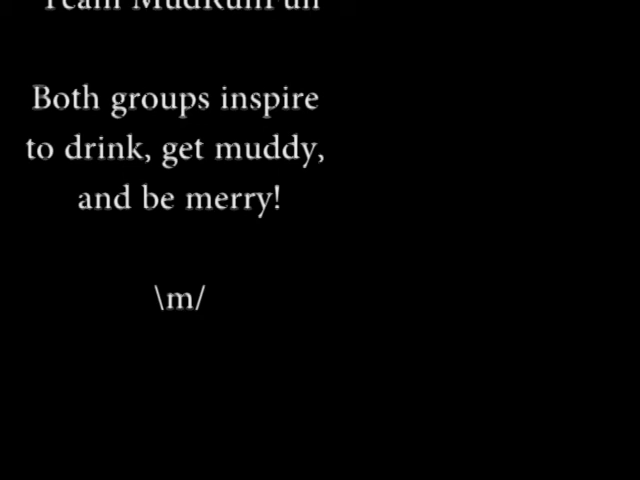 Team MudRunFun
Both groups inspire
to drink, get muddy,
and be merry!
\m/